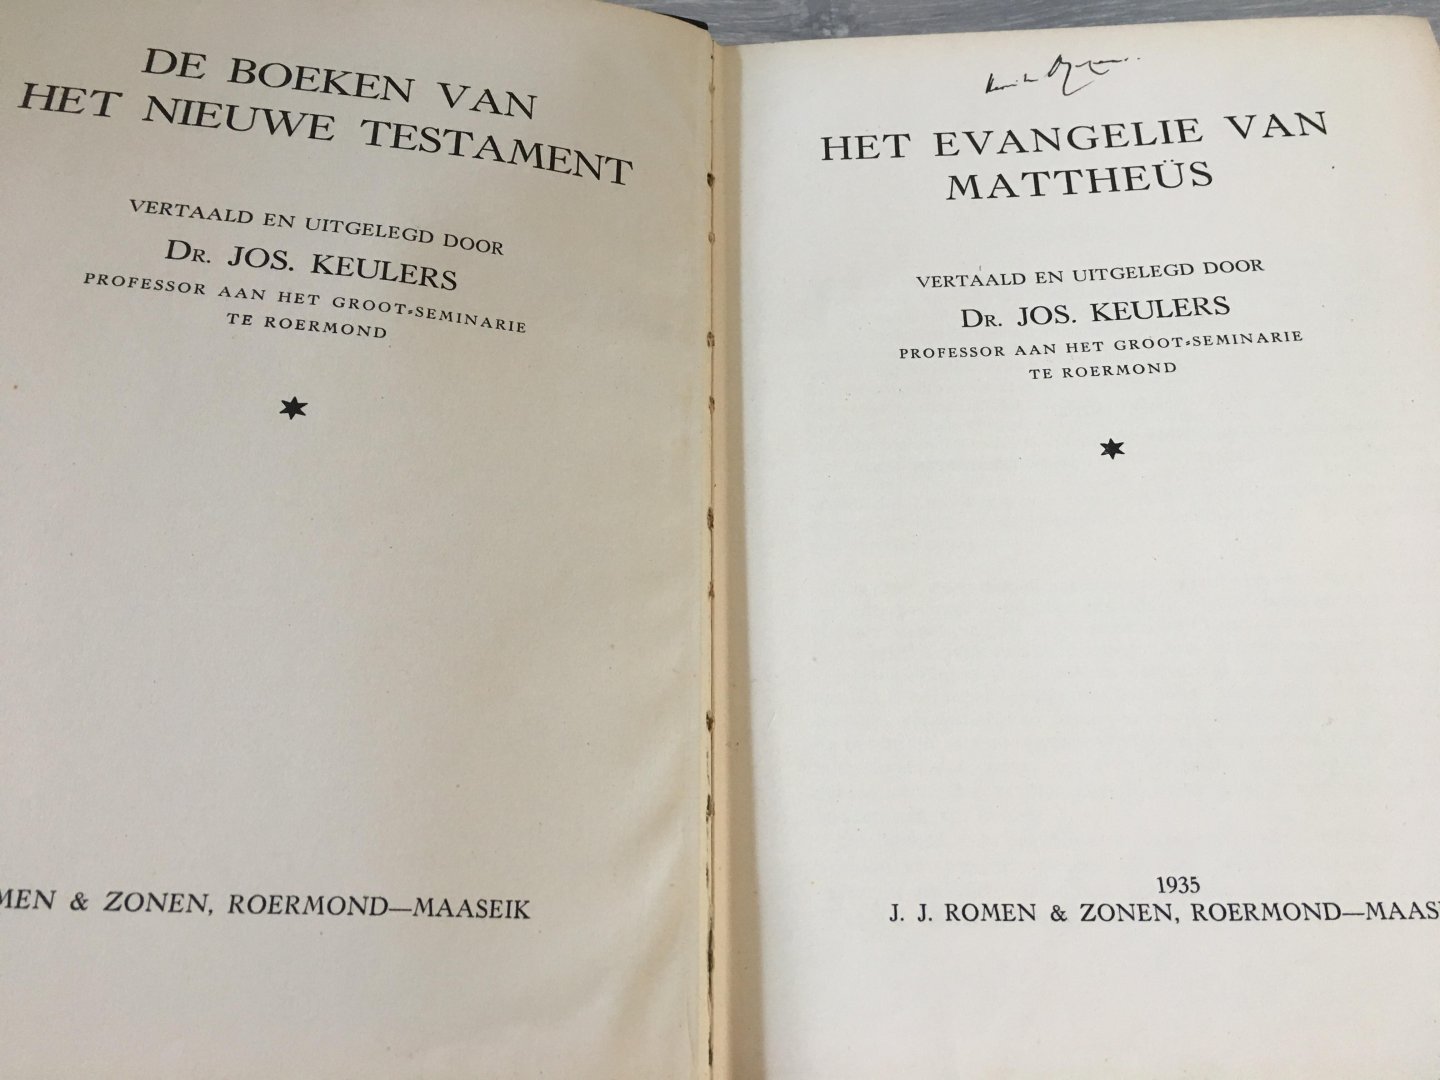 DE BOEKEN VAN
HET NIEUWE TESTAMENT
VERTAALD EN UITGELEGD DOOR
DR. JOS. KEULERS
PROFESSOR AAN HET GROOT-SEMINARIE
TE ROERMOND
MEN & ZONEN, ROERMOND—MAASEIK
HET EVANGELIE VAN
MATTHEÜS
VERTAALD EN UITGELEGD DOOR
DR. JOS. KEULERS
PROFESSOR AAN HET GROOT-SEMINARIE
TE ROERMOND
1935
J. J. ROMEN & ZONEN, ROERMOND—MAAS